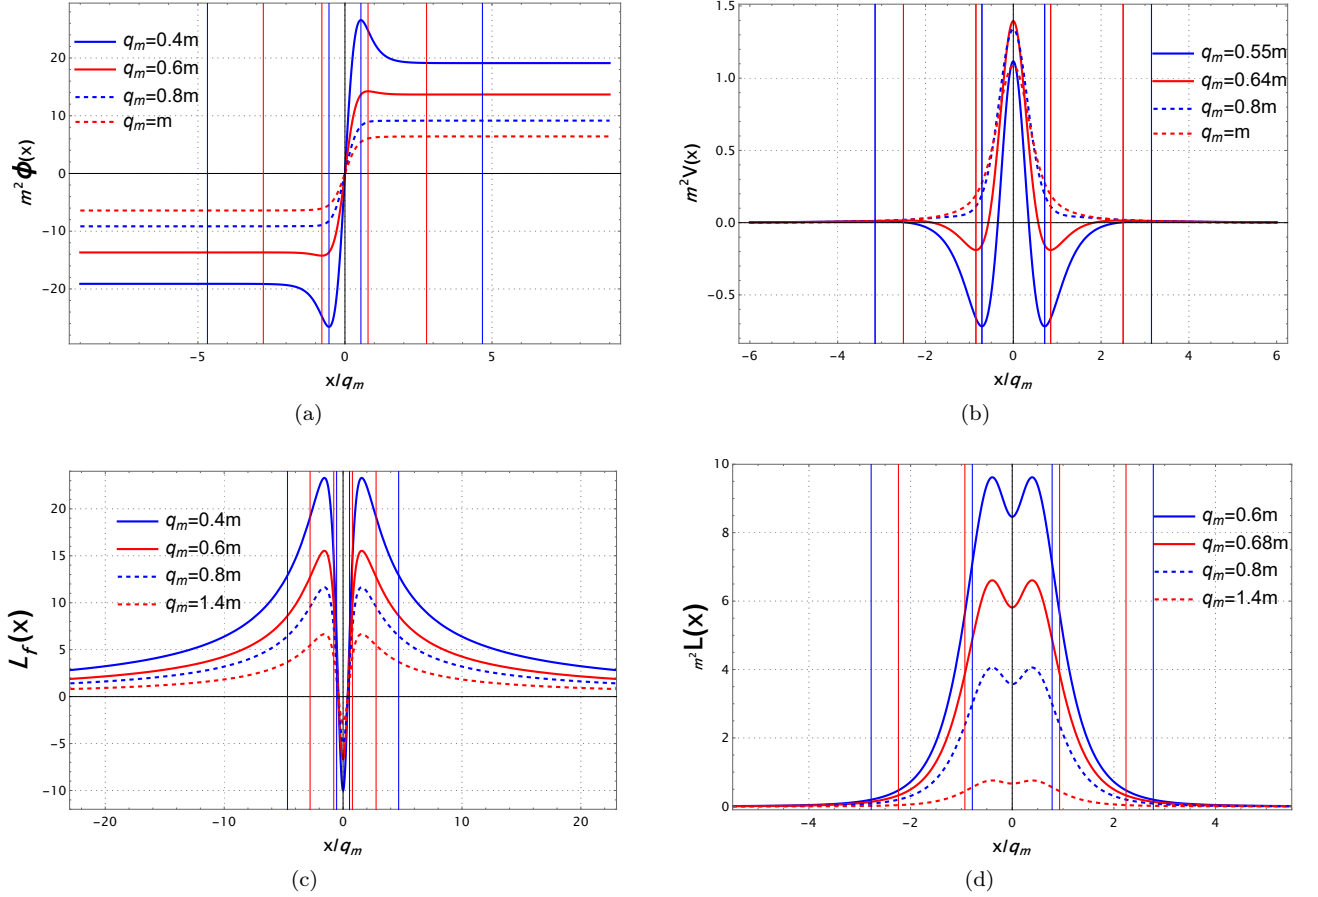 q_m=0.4m
q_m=0.6m
q_m=0.8m
q_m=m
m² ϕ(x)
20
10
0
−10
−20
−5 0 5
x/q_m
(a)
q_m=0.55m
q_m=0.64m
q_m=0.8m
q_m=m
m²V(x)
1.5
1.0
0.5
0.0
−0.5
−6 −4 −2 0 2 4 6
x/q_m
(b)
q_m=0.4m
q_m=0.6m
q_m=0.8m
q_m=1.4m
L_f(x)
20
15
10
5
0
−5
−10
−20 −10 0 10 20
x/q_m
(c)
q_m=0.6m
q_m=0.68m
q_m=0.8m
q_m=1.4m
m² L(x)
10
8
6
4
2
0
−4 −2 0 2 4
x/q_m
(d)